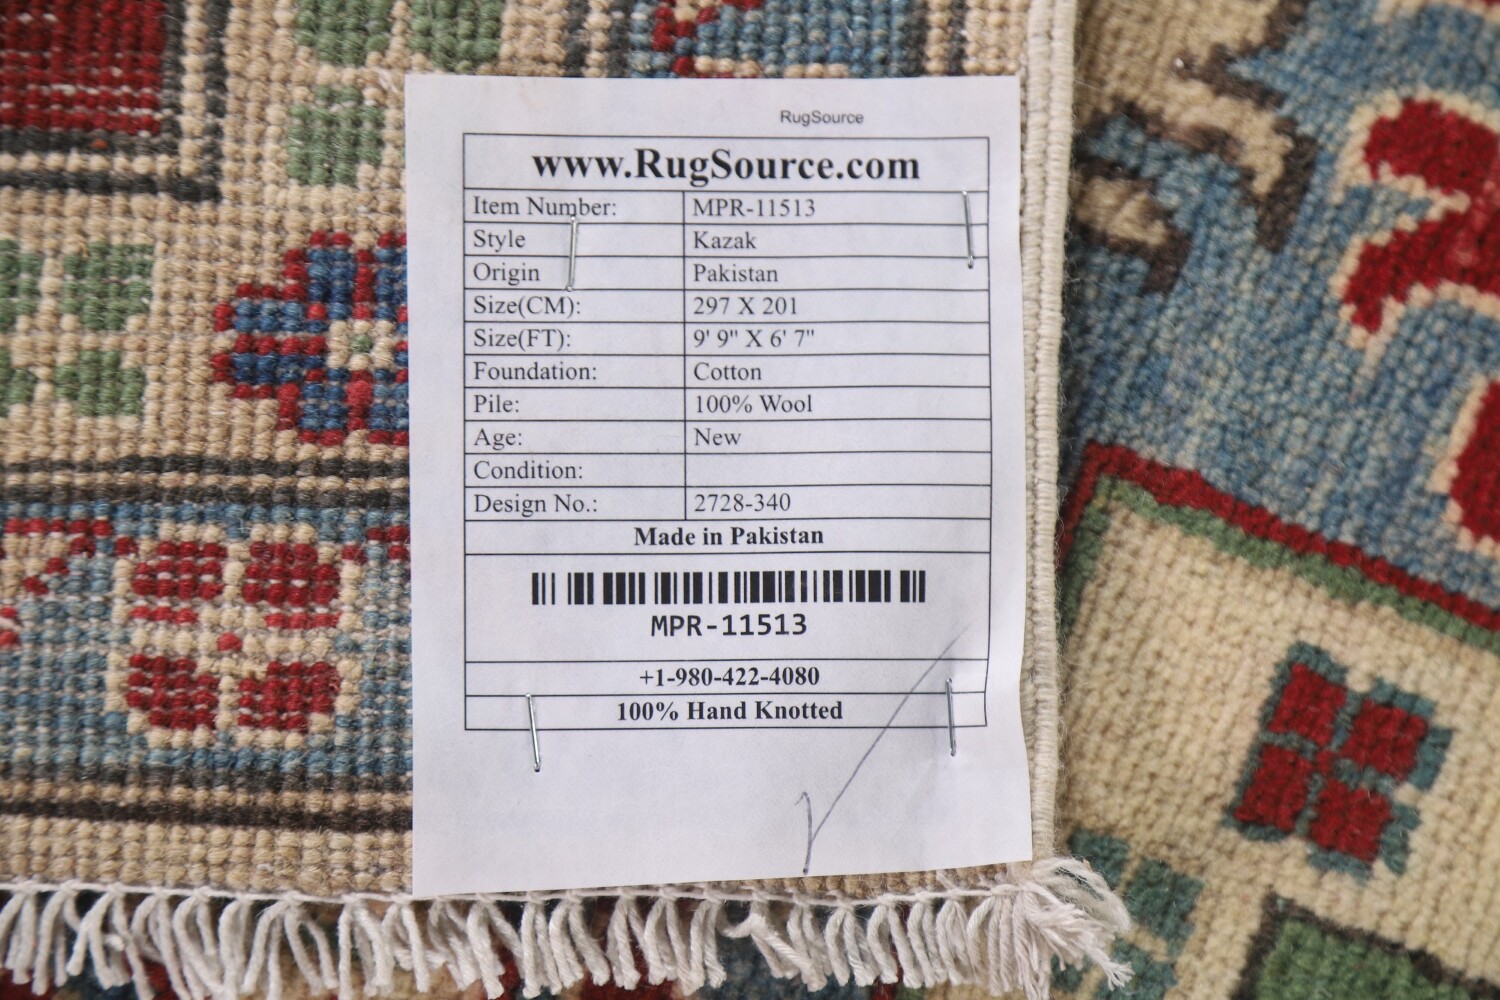 RugSource
www.RugSource.com
Item Number: MPR-11513
Style Kazak
Origin Pakistan
Size(CM): 297 X 201
Size(FT): 9' 9" X 6' 7"
Foundation: Cotton
Pile: 100% Wool
Age: New
Condition:
Design No.: 2728-340
Made in Pakistan
MPR-11513
+1-980-422-4080
100% Hand Knotted